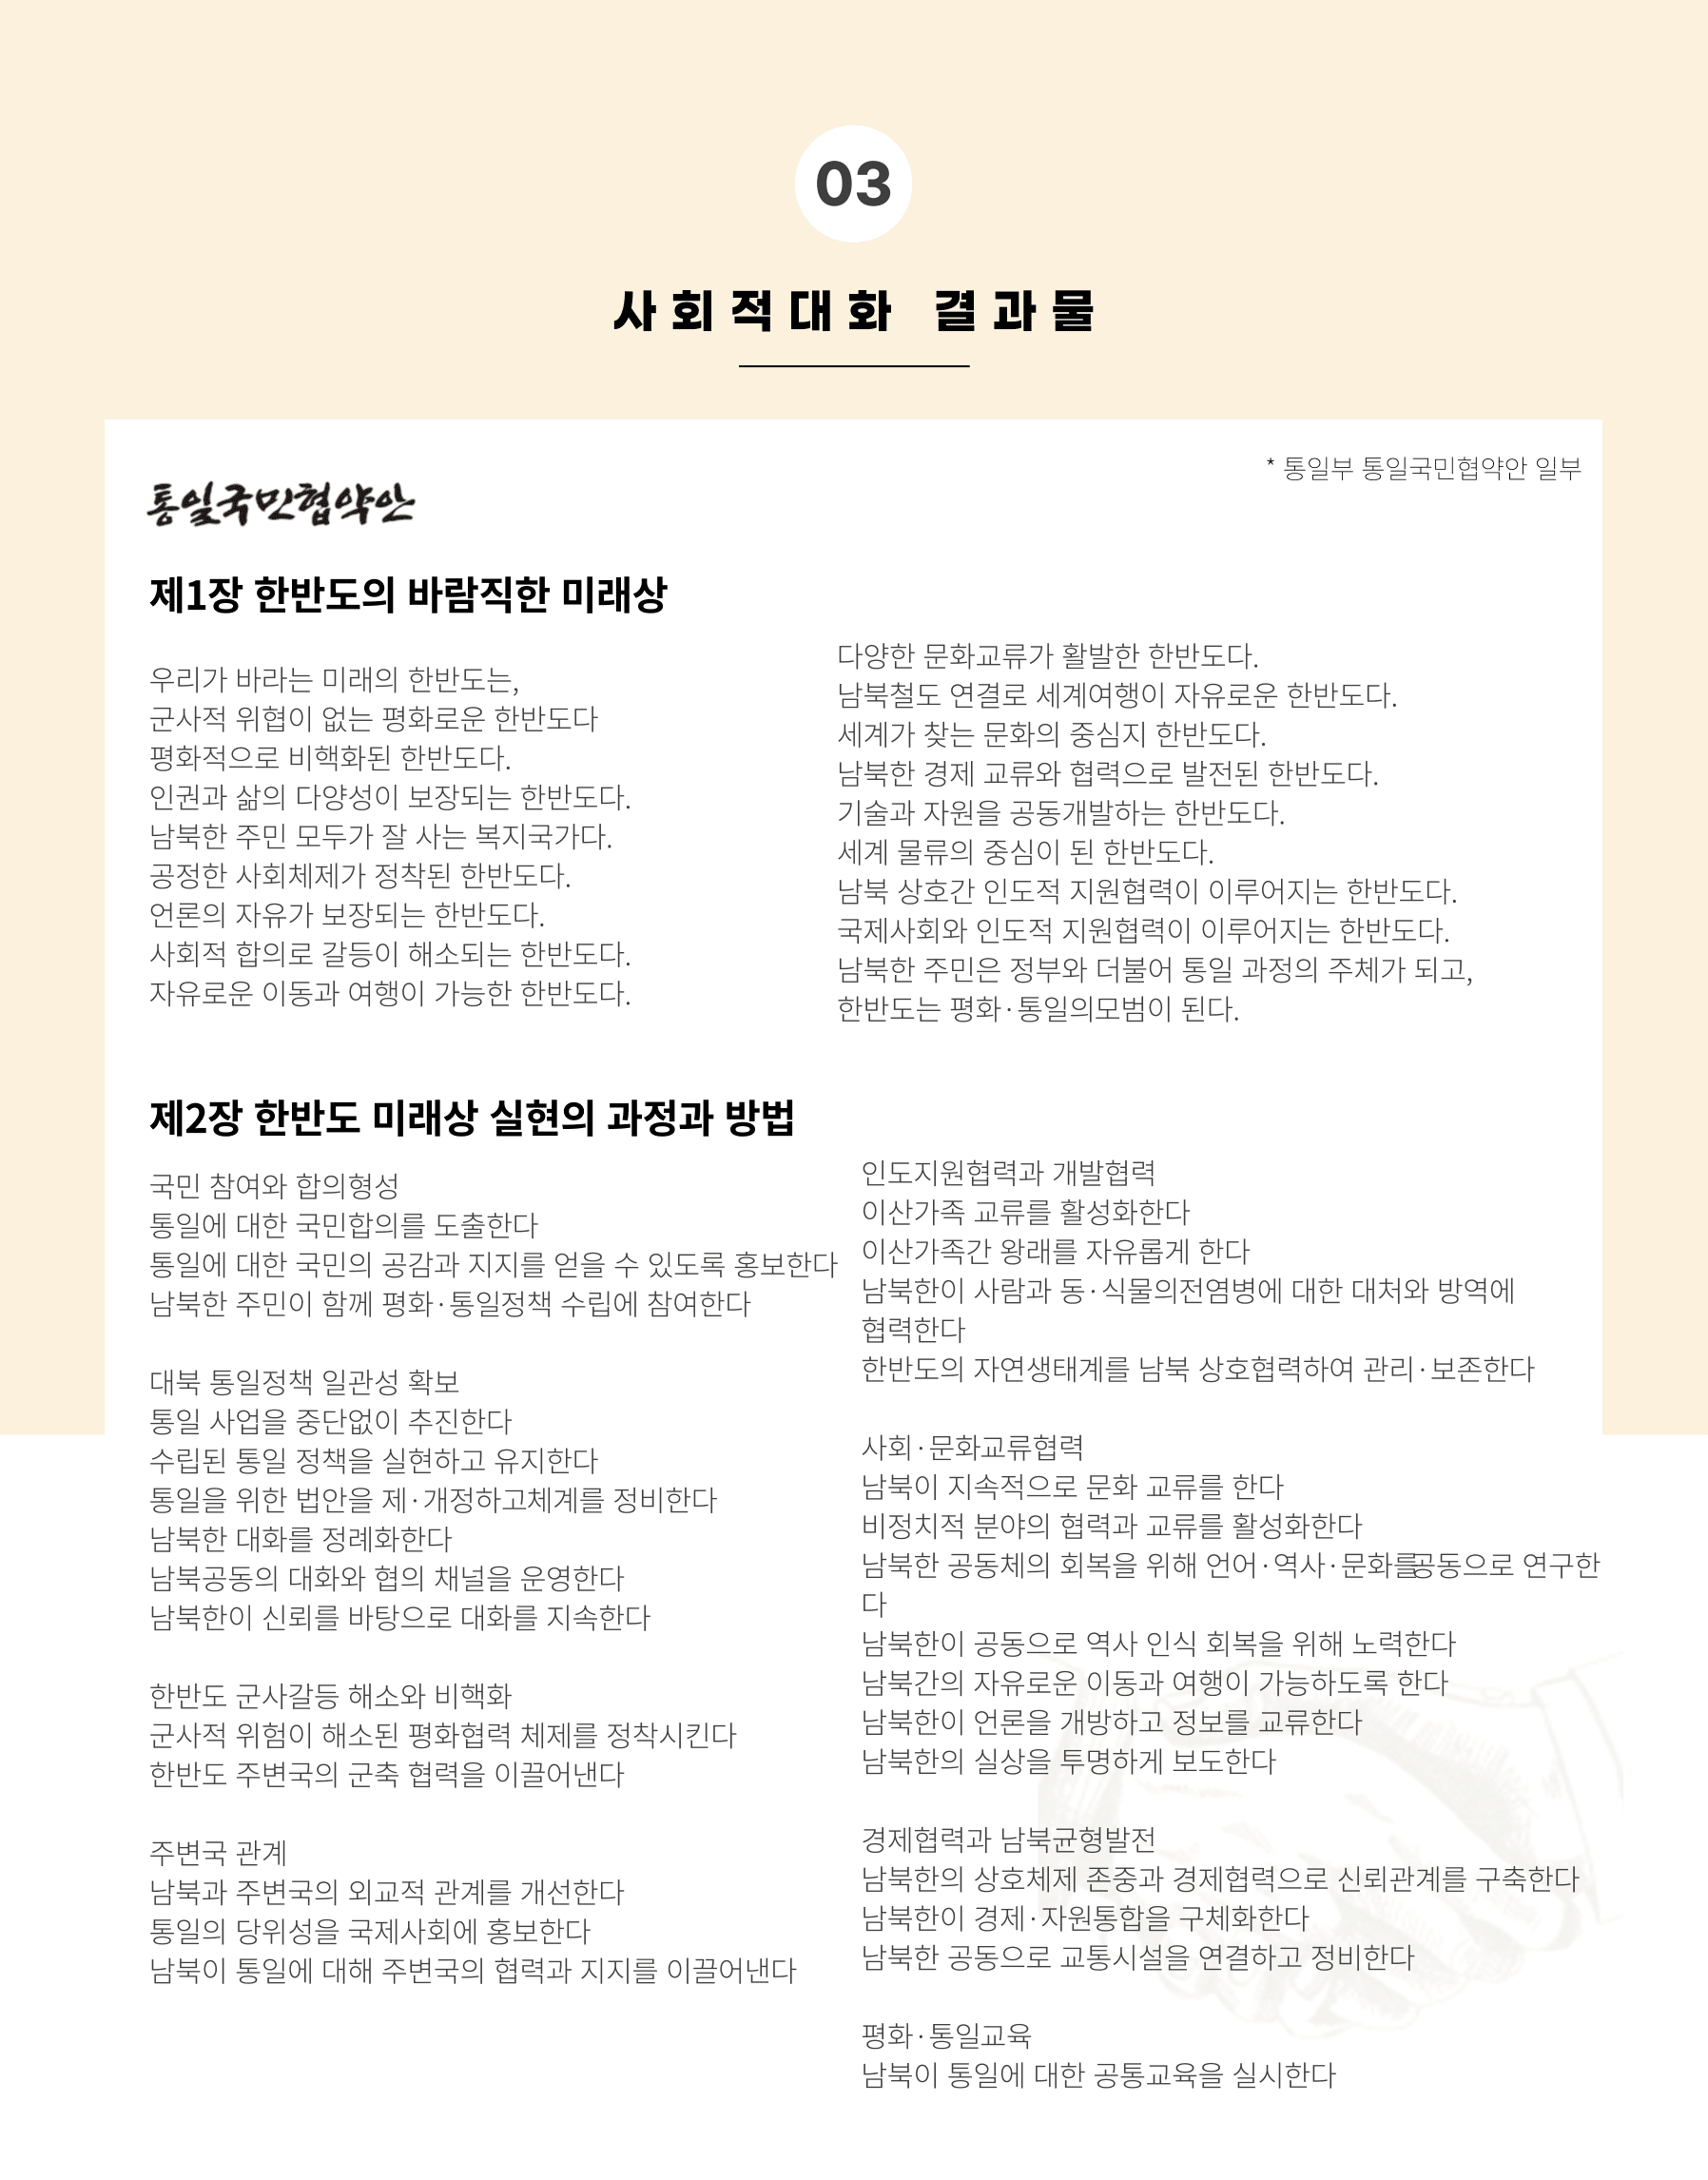 03
사회적대화 결과물
* 통일부 통일국민협약안 일부
통일국민협약안
제1장 한반도의 바람직한 미래상
우리가 바라는 미래의 한반도는,
군사적 위협이 없는 평화로운 한반도다
평화적으로 비핵화된 한반도다.
인권과 삶의 다양성이 보장되는 한반도다.
남북한 주민 모두가 잘 사는 복지국가다.
공정한 사회체제가 정착된 한반도다.
언론의 자유가 보장되는 한반도다.
사회적 합의로 갈등이 해소되는 한반도다.
자유로운 이동과 여행이 가능한 한반도다.
다양한 문화교류가 활발한 한반도다.
남북철도 연결로 세계여행이 자유로운 한반도다.
세계가 찾는 문화의 중심지 한반도다.
남북한 경제 교류와 협력으로 발전된 한반도다.
기술과 자원을 공동개발하는 한반도다.
세계 물류의 중심이 된 한반도다.
남북 상호간 인도적 지원협력이 이루어지는 한반도다.
국제사회와 인도적 지원협력이 이루어지는 한반도다.
남북한 주민은 정부와 더불어 통일 과정의 주체가 되고,
한반도는 평화·통일의모범이 된다.
제2장 한반도 미래상 실현의 과정과 방법
국민 참여와 합의형성
통일에 대한 국민합의를 도출한다
통일에 대한 국민의 공감과 지지를 얻을 수 있도록 홍보한다
남북한 주민이 함께 평화·통일정책 수립에 참여한다
대북 통일정책 일관성 확보
통일 사업을 중단없이 추진한다
수립된 통일 정책을 실현하고 유지한다
통일을 위한 법안을 제·개정하고체계를 정비한다
남북한 대화를 정례화한다
남북공동의 대화와 협의 채널을 운영한다
남북한이 신뢰를 바탕으로 대화를 지속한다
한반도 군사갈등 해소와 비핵화
군사적 위험이 해소된 평화협력 체제를 정착시킨다
한반도 주변국의 군축 협력을 이끌어낸다
주변국 관계
남북과 주변국의 외교적 관계를 개선한다
통일의 당위성을 국제사회에 홍보한다
남북이 통일에 대해 주변국의 협력과 지지를 이끌어낸다
인도지원협력과 개발협력
이산가족 교류를 활성화한다
이산가족간 왕래를 자유롭게 한다
남북한이 사람과 동·식물의전염병에 대한 대처와 방역에
협력한다
한반도의 자연생태계를 남북 상호협력하여 관리·보존한다
사회·문화교류협력
남북이 지속적으로 문화 교류를 한다
비정치적 분야의 협력과 교류를 활성화한다
남북한 공동체의 회복을 위해 언어·역사·문화를공동으로 연구한
다
남북한이 공동으로 역사 인식 회복을 위해 노력한다
남북간의 자유로운 이동과 여행이 가능하도록 한다
남북한이 언론을 개방하고 정보를 교류한다
남북한의 실상을 투명하게 보도한다
경제협력과 남북균형발전
남북한의 상호체제 존중과 경제협력으로 신뢰관계를 구축한다
남북한이 경제·자원통합을 구체화한다
남북한 공동으로 교통시설을 연결하고 정비한다
평화·통일교육
남북이 통일에 대한 공통교육을 실시한다